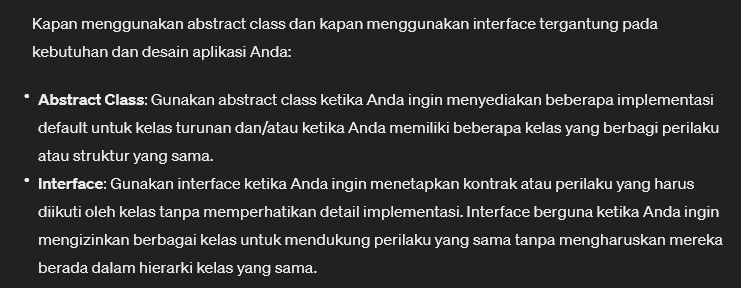 Kapan menggunakan abstract class dan kapan menggunakan interface tergantung pada
kebutuhan dan desain aplikasi Anda:
• Abstract Class: Gunakan abstract class ketika Anda ingin menyediakan beberapa implementasi
default untuk kelas turunan dan/atau ketika Anda memiliki beberapa kelas yang berbagi perilaku
atau struktur yang sama.
• Interface: Gunakan interface ketika Anda ingin menetapkan kontrak atau perilaku yang harus
diikuti oleh kelas tanpa memperhatikan detail implementasi. Interface berguna ketika Anda ingin
mengizinkan berbagai kelas untuk mendukung perilaku yang sama tanpa mengharuskan mereka
berada dalam hierarki kelas yang sama.